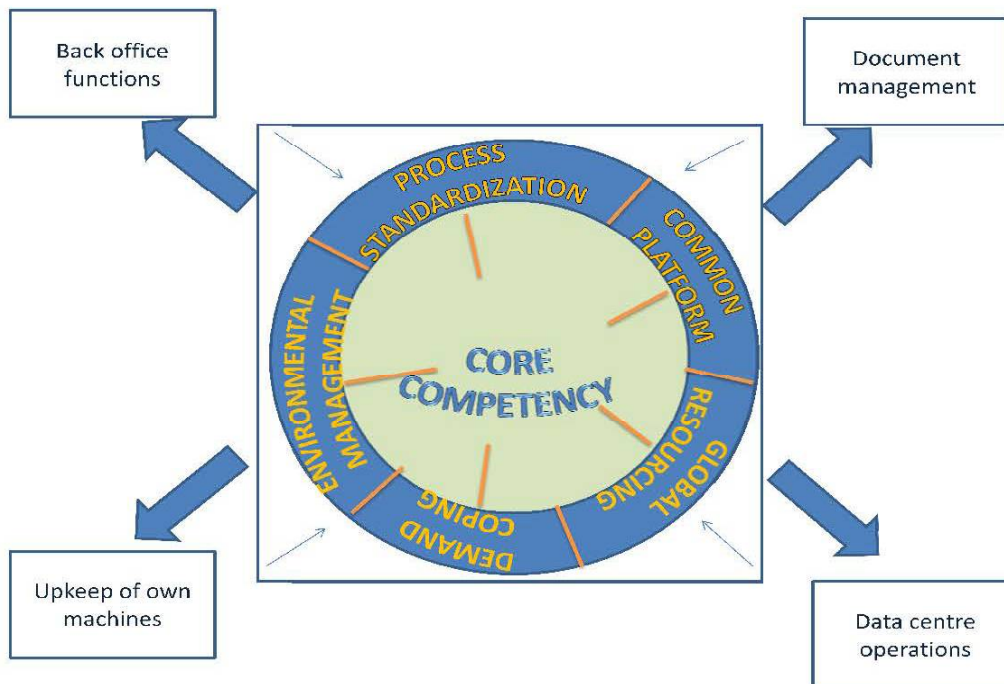 Back office
functions
Document
management
PROCESS
STANDARDIZATION
COMMON
PLATFORM
GLOBAL
RESOURCING
DEMAND
COPING
ENVIRONMENTAL
MANAGEMENT
CORE
COMPETENCY
Upkeep of own
machines
Data centre
operations